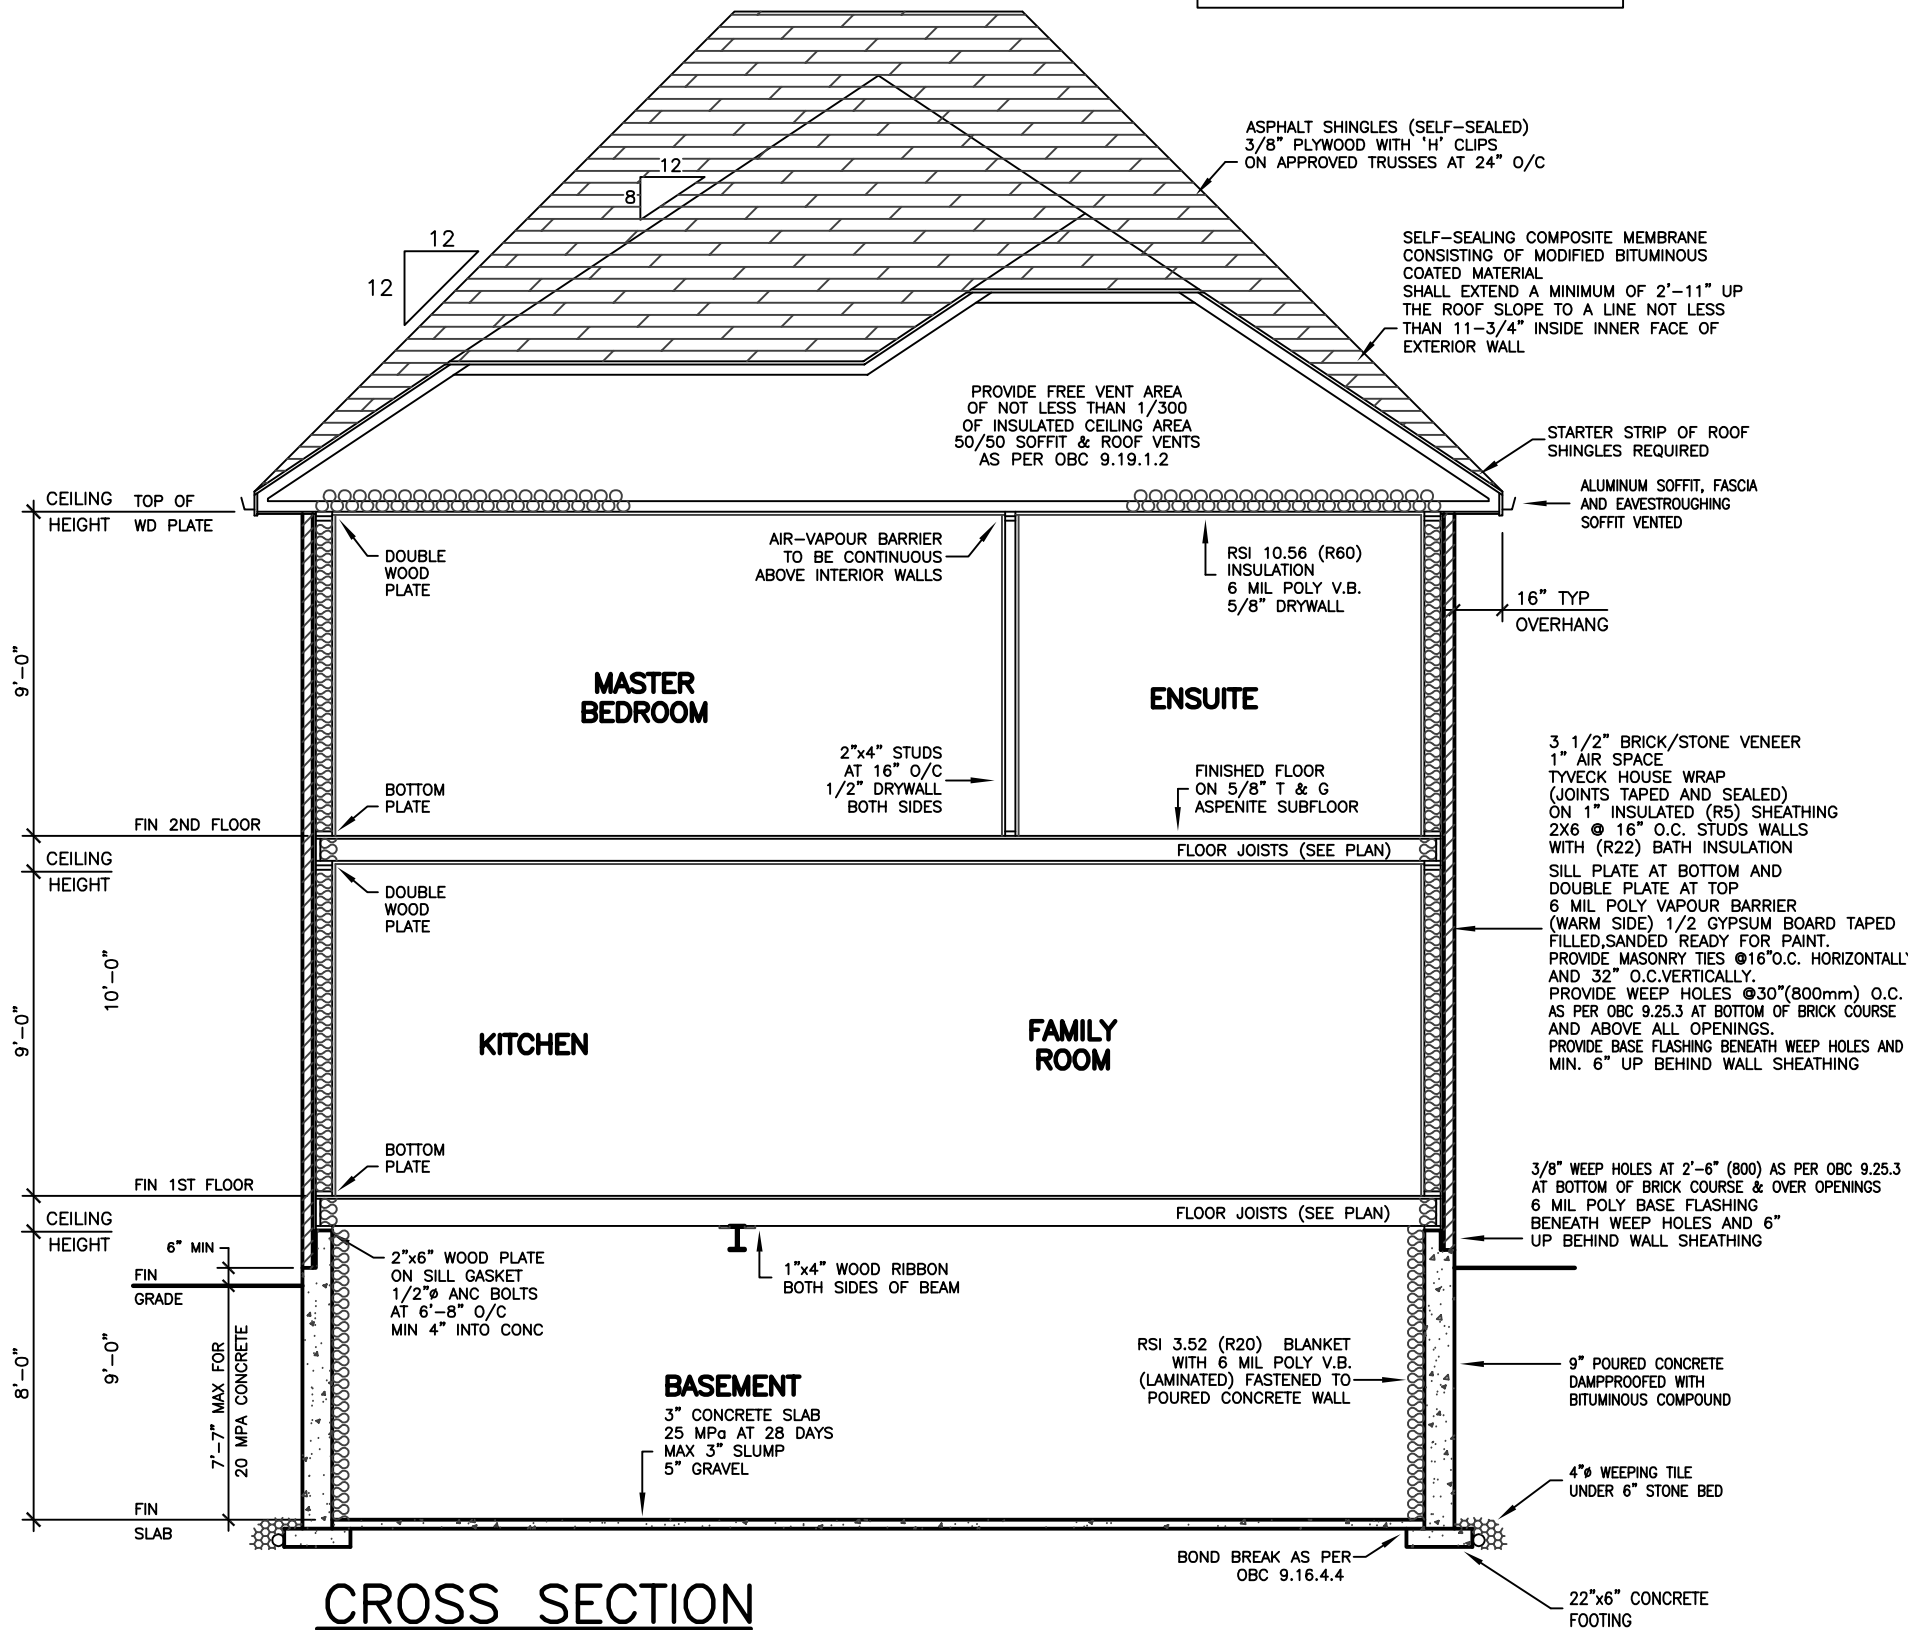 ASPHALT SHINGLES (SELF-SEALED)
3/8" PLYWOOD WITH 'H' CLIPS
ON APPROVED TRUSSES AT 24" O/C
12
8
12
12
SELF-SEALING COMPOSITE MEMBRANE
CONSISTING OF MODIFIED BITUMINOUS
COATED MATERIAL
SHALL EXTEND A MINIMUM OF 2'-11" UP
THE ROOF SLOPE TO A LINE NOT LESS
THAN 11-3/4" INSIDE INNER FACE OF
EXTERIOR WALL
PROVIDE FREE VENT AREA
OF NOT LESS THAN 1/300
OF INSULATED CEILING AREA
50/50 SOFFIT & ROOF VENTS
AS PER OBC 9.19.1.2
STARTER STRIP OF ROOF
SHINGLES REQUIRED
ALUMINUM SOFFIT, FASCIA
AND EAVESTROUGHING
SOFFIT VENTED
CEILING
HEIGHT
TOP OF
WD PLATE
DOUBLE
WOOD
PLATE
AIR-VAPOUR BARRIER
TO BE CONTINUOUS
ABOVE INTERIOR WALLS
RSI 10.56 (R60)
INSULATION
6 MIL POLY V.B.
5/8" DRYWALL
16" TYP
OVERHANG
9'-0"
MASTER
BEDROOM
ENSUITE
2"x4" STUDS
AT 16" O/C
1/2" DRYWALL
BOTH SIDES
FINISHED FLOOR
ON 5/8" T & G
ASPENITE SUBFLOOR
BOTTOM
PLATE
FIN 2ND FLOOR
3 1/2" BRICK/STONE VENEER
1" AIR SPACE
TYVECK HOUSE WRAP
(JOINTS TAPED AND SEALED)
ON 1" INSULATED (R5) SHEATHING
2X6 @ 16" O.C. STUDS WALLS
WITH (R22) BATH INSULATION
SILL PLATE AT BOTTOM AND
DOUBLE PLATE AT TOP
6 MIL POLY VAPOUR BARRIER
(WARM SIDE) 1/2 GYPSUM BOARD TAPED
FILLED,SANDED READY FOR PAINT.
PROVIDE MASONRY TIES @16"O.C. HORIZONTALLY
AND 32" O.C.VERTICALLY.
PROVIDE WEEP HOLES @30"(800mm) O.C.
AS PER OBC 9.25.3 AT BOTTOM OF BRICK COURSE
AND ABOVE ALL OPENINGS.
PROVIDE BASE FLASHING BENEATH WEEP HOLES AND
MIN. 6" UP BEHIND WALL SHEATHING
CEILING
HEIGHT
FLOOR JOISTS (SEE PLAN)
DOUBLE
WOOD
PLATE
9'-0"
10'-0"
KITCHEN
FAMILY
ROOM
BOTTOM
PLATE
FIN 1ST FLOOR
3/8" WEEP HOLES AT 2'-6" (800) AS PER OBC 9.25.3
AT BOTTOM OF BRICK COURSE & OVER OPENINGS
6 MIL POLY BASE FLASHING
BENEATH WEEP HOLES AND 6"
UP BEHIND WALL SHEATHING
CEILING
HEIGHT
FLOOR JOISTS (SEE PLAN)
6" MIN
FIN
GRADE
2"x6" WOOD PLATE
ON SILL GASKET
1/2"ø ANC BOLTS
AT 6'-8" O/C
MIN 4" INTO CONC
1"x4" WOOD RIBBON
BOTH SIDES OF BEAM
8'-0"
9'-0"
7'-7" MAX FOR
20 MPA CONCRETE
RSI 3.52 (R20) BLANKET
WITH 6 MIL POLY V.B.
(LAMINATED) FASTENED TO
POURED CONCRETE WALL
9" POURED CONCRETE
DAMPPROOFED WITH
BITUMINOUS COMPOUND
BASEMENT
3" CONCRETE SLAB
25 MPa AT 28 DAYS
MAX 3" SLUMP
5" GRAVEL
4"ø WEEPING TILE
UNDER 6" STONE BED
FIN
SLAB
BOND BREAK AS PER
OBC 9.16.4.4
22"x6" CONCRETE
FOOTING
CROSS SECTION